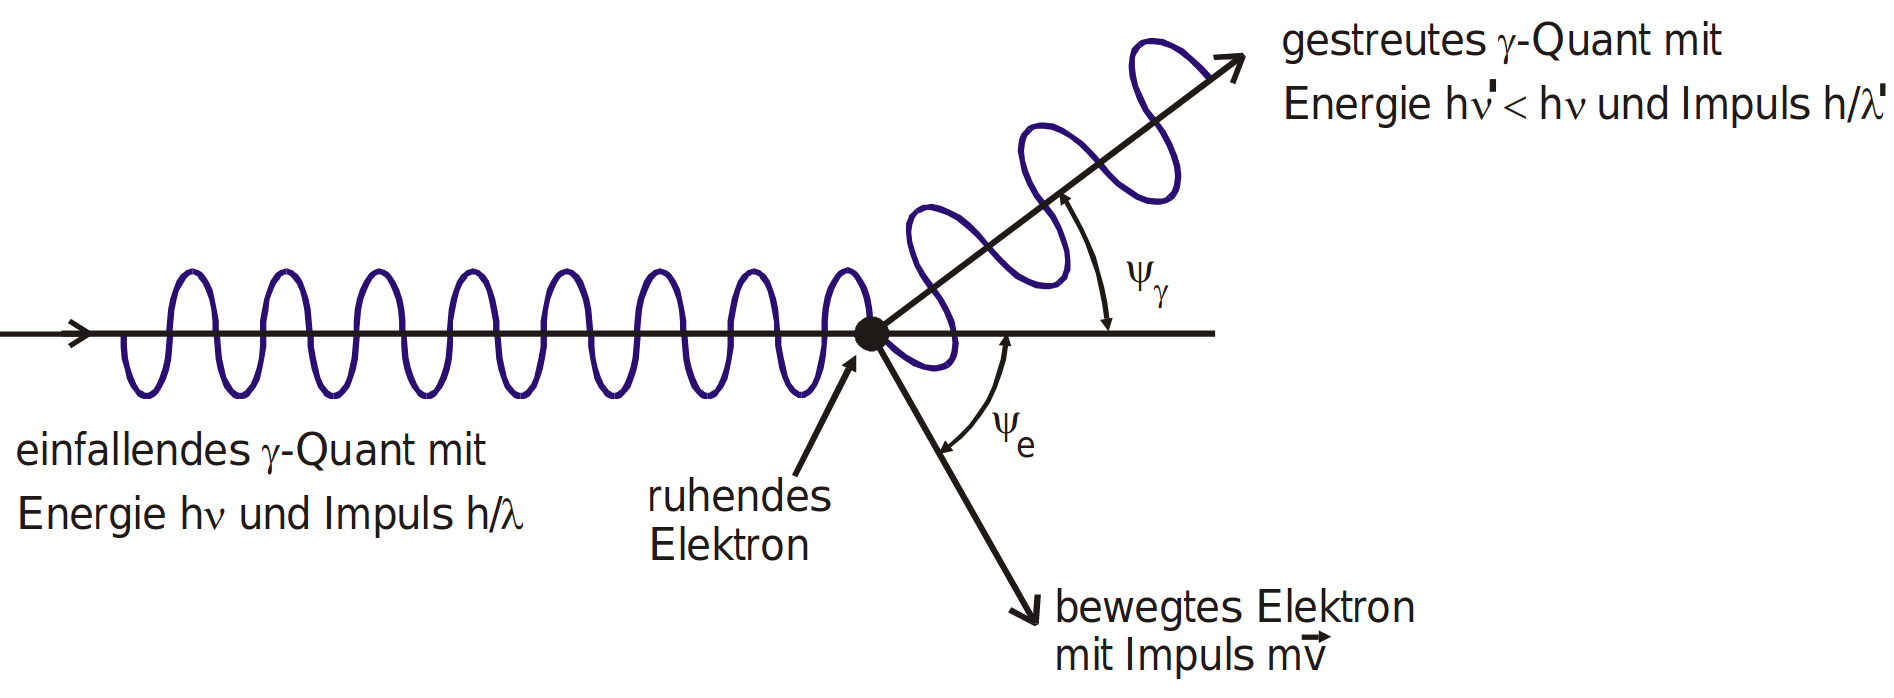 gestreutes γ-Quant mit
Energie hν' < hν und Impuls h/λ'
ψγ
ψe
einfallendes γ-Quant mit
Energie hν und Impuls h/λ
ruhendes
Elektron
bewegtes Elektron
mit Impuls mv⃗